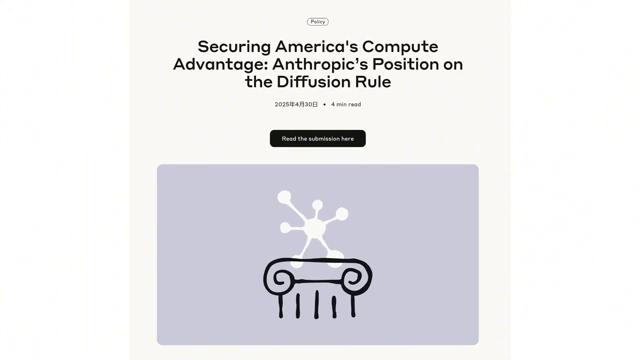 Policy
Securing America's Compute
Advantage: Anthropic’s Position on
the Diffusion Rule
2025年4月30日 • 4 min read
Read the submission here